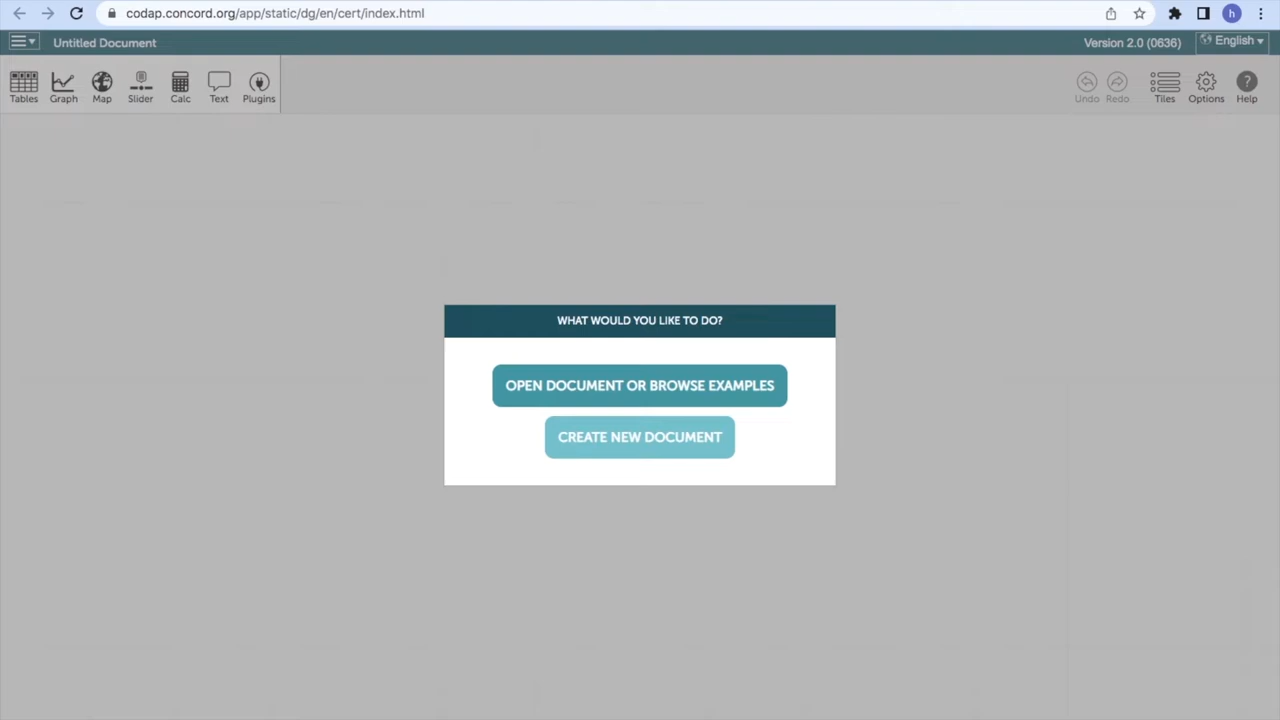 codap.concord.org/app/static/dg/en/cert/index.html
h
Untitled Document
Version 2.0 (0636)
English
Tables Graph Map Slider Calc Text Plugins
Undo Redo Tiles Options Help
?
WHAT WOULD YOU LIKE TO DO?
OPEN DOCUMENT OR BROWSE EXAMPLES
CREATE NEW DOCUMENT